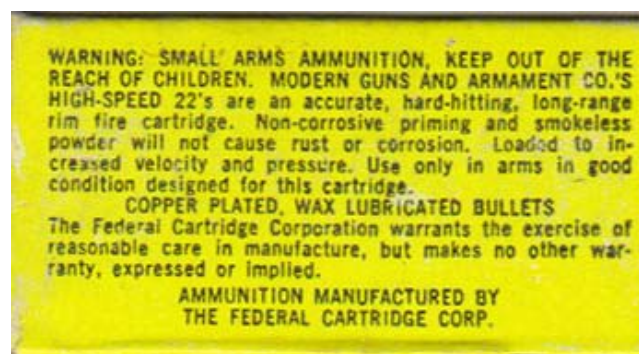 WARNING: SMALL ARMS AMMUNITION, KEEP OUT OF THE
REACH OF CHILDREN. MODERN GUNS AND ARMAMENT CO.'S
HIGH-SPEED 22's are an accurate, hard-hitting, long-range
rim fire cartridge. Non-corrosive priming and smokeless
powder will not cause rust or corrosion. Loaded to in-
creased velocity and pressure. Use only in arms in good
condition designed for this cartridge.
COPPER PLATED, WAX LUBRICATED BULLETS
The Federal Cartridge Corporation warrants the exercise of
reasonable care in manufacture, but makes no other war-
ranty, expressed or implied.
AMMUNITION MANUFACTURED BY
THE FEDERAL CARTRIDGE CORP.